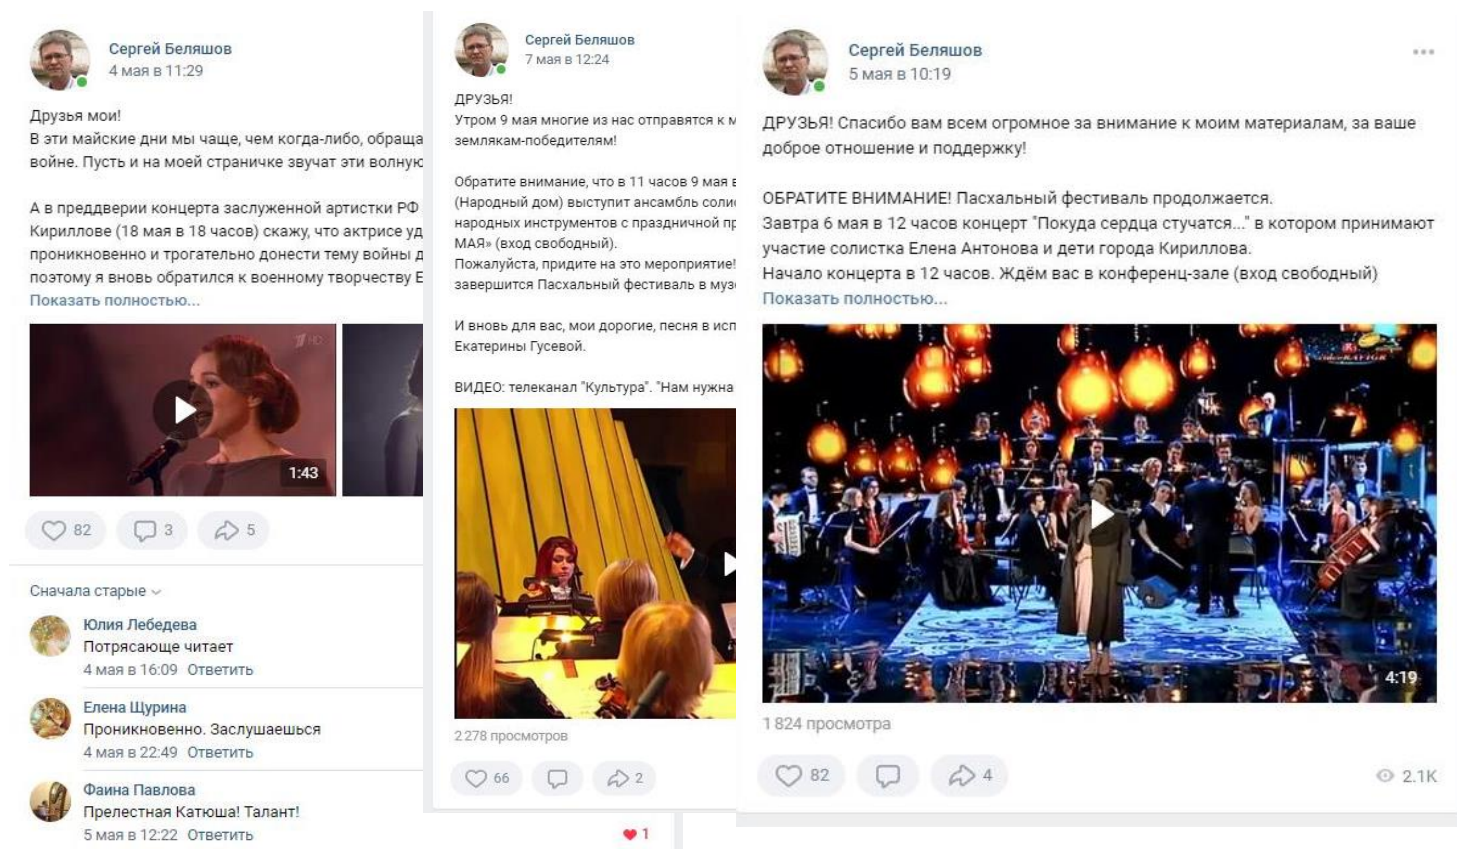 Сергей Беляшов
4 мая в 11:29
Друзья мои!
В эти майские дни мы чаще, чем когда-либо, обраща
войне. Пусть и на моей страничке звучат эти волную
А в преддверии концерта заслуженной артистки РФ
Кириллове (18 мая в 18 часов) скажу, что актрисе уд
проникновенно и трогательно донести тему войны д
поэтому я вновь обратился к военному творчеству Е
Показать полностью...
1:43
82
3
5
Сначала старые
Юлия Лебедева
Потрясающе читает
4 мая в 16:09 Ответить
Елена Щурина
Проникновенно. Заслушаешься
4 мая в 22:49 Ответить
Фаина Павлова
Прелестная Катюша! Талант!
5 мая в 12:22 Ответить
1
Сергей Беляшов
7 мая в 12:24
ДРУЗЬЯ!
Утром 9 мая многие из нас отправятся к м
землякам-победителям!
Обратите внимание, что в 11 часов 9 мая в
(Народный дом) выступит ансамбль соли
народных инструментов с праздничной пр
МАЯ» (вход свободный).
Пожалуйста, придите на это мероприятие!
завершится Пасхальный фестиваль в муз
И вновь для вас, мои дорогие, песня в исп
Екатерины Гусевой.
ВИДЕО: телеканал "Культура". "Нам нужна
2 278 просмотров
66
2
Сергей Беляшов
5 мая в 10:19
ДРУЗЬЯ! Спасибо вам всем огромное за внимание к моим материалам, за ваше
доброе отношение и поддержку!
ОБРАТИТЕ ВНИМАНИЕ! Пасхальный фестиваль продолжается.
Завтра 6 мая в 12 часов концерт "Покуда сердца стучатся..." в котором принимают
участие солистка Елена Антонова и дети города Кириллова.
Начало концерта в 12 часов. Ждём вас в конференц-зале (вход свободный)
Показать полностью...
4:19
1 824 просмотра
82
4
2.1K